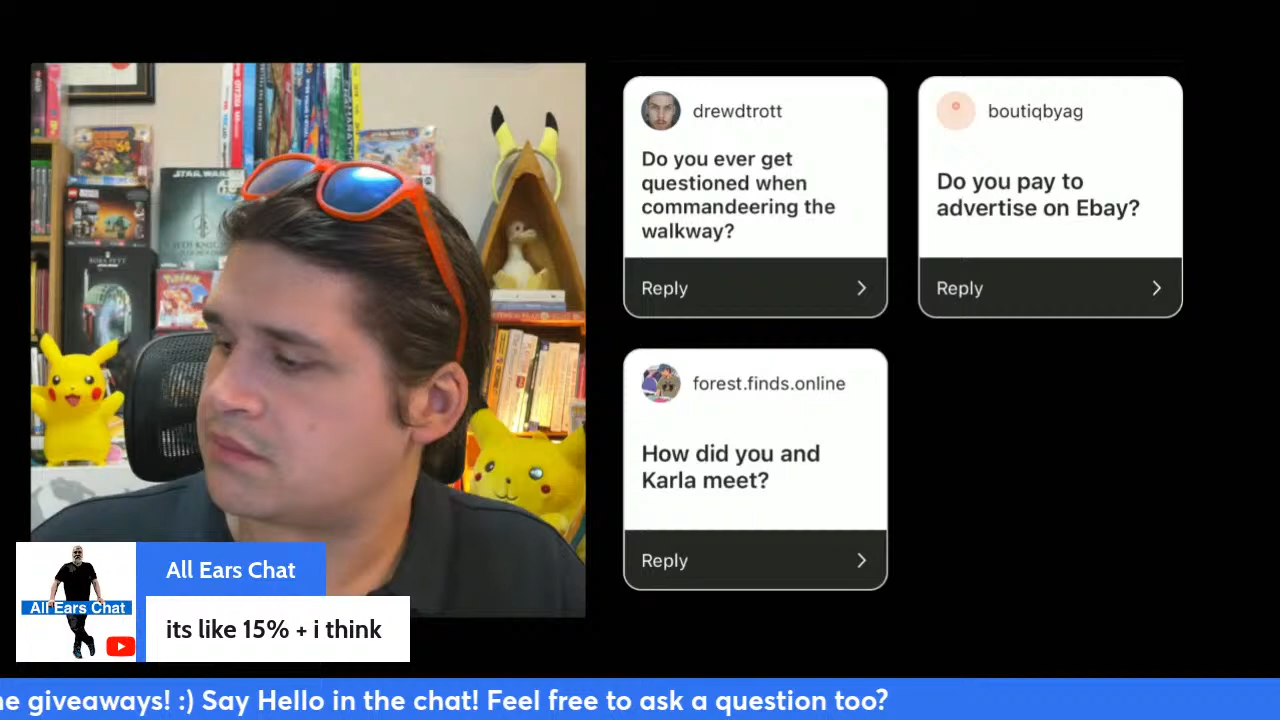 STAR WARS
drewdtrott
Do you ever get
questioned when
commandeering the
walkway?
Reply
boutiqbyag
Do you pay to
advertise on Ebay?
Reply
forest.finds.online
How did you and
Karla meet?
Reply
All Ears Chat
All Ears Chat
its like 15% + i think
giveaways! :) Say Hello in the chat! Feel free to ask a question too?